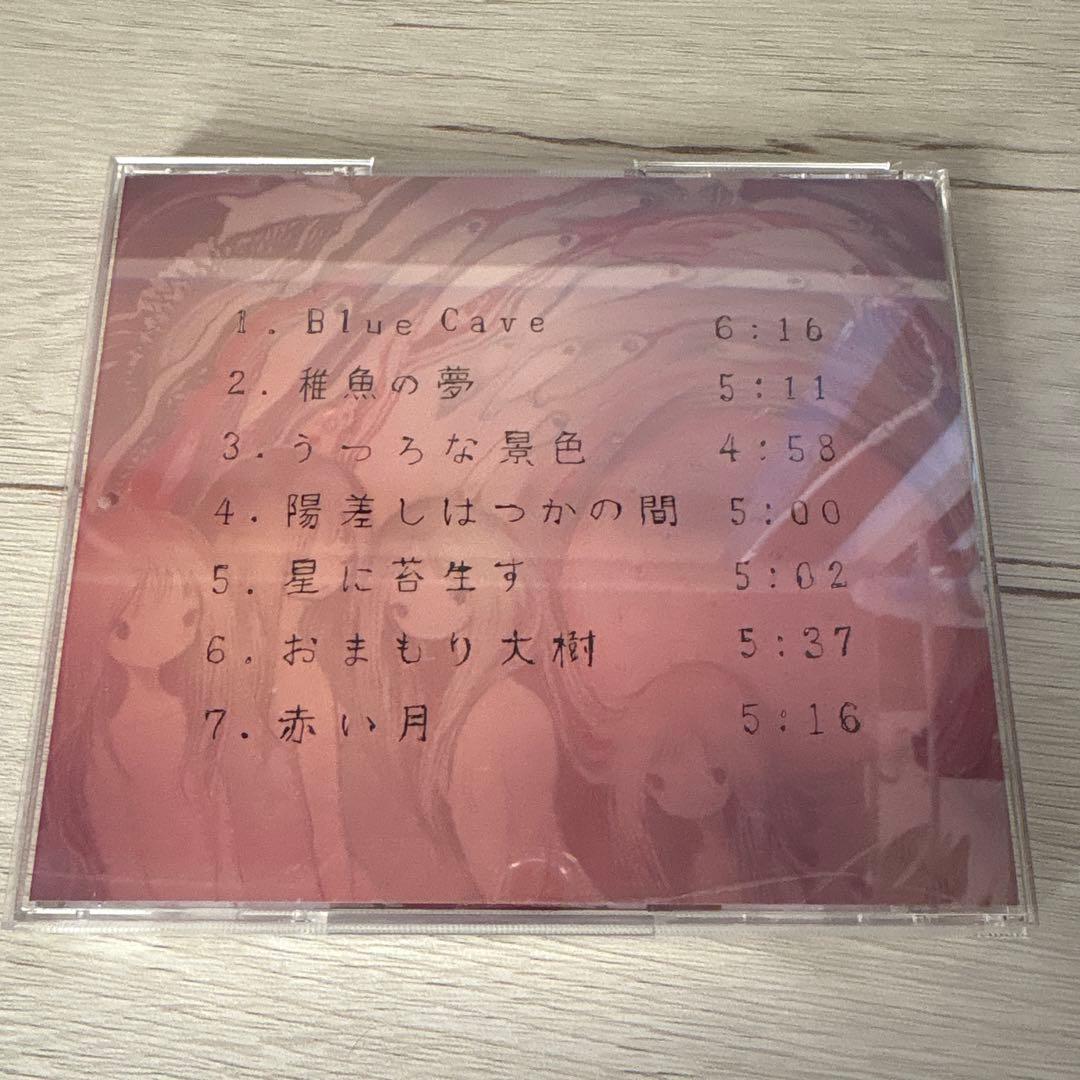 1. Blue Cave 6:16
2. 稚魚の夢 5:11
3. うつろな景色 4:58
4. 陽差しはつかの間 5:00
5. 星に苔生す 5:02
6. おまもり大樹 5:37
7. 赤い月 5:16